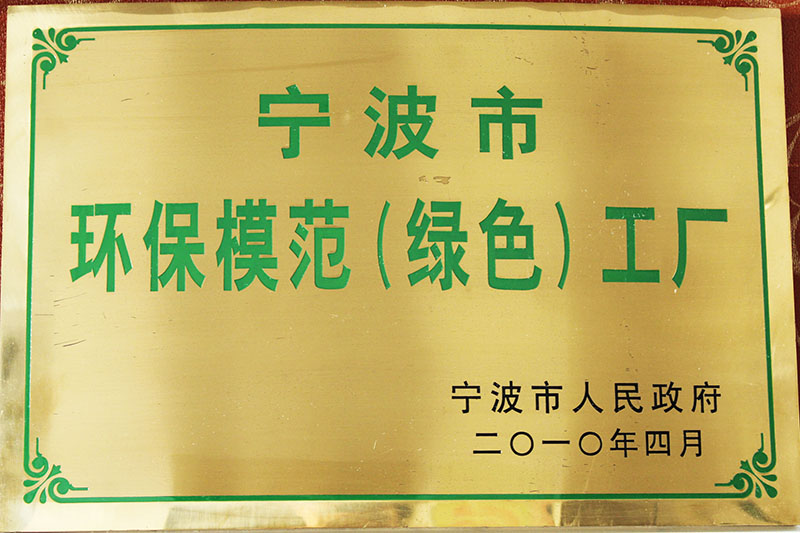 宁波市
环保模范(绿色)工厂
宁波市人民政府
二〇一〇年四月